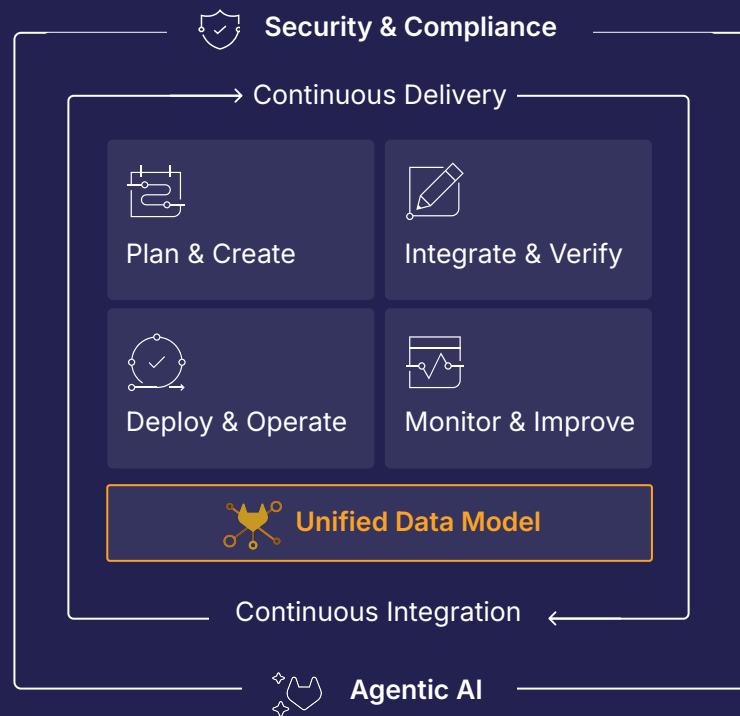 Security & Compliance
Continuous Delivery
Plan & Create
Integrate & Verify
Deploy & Operate
Monitor & Improve
Unified Data Model
Continuous Integration
Agentic AI